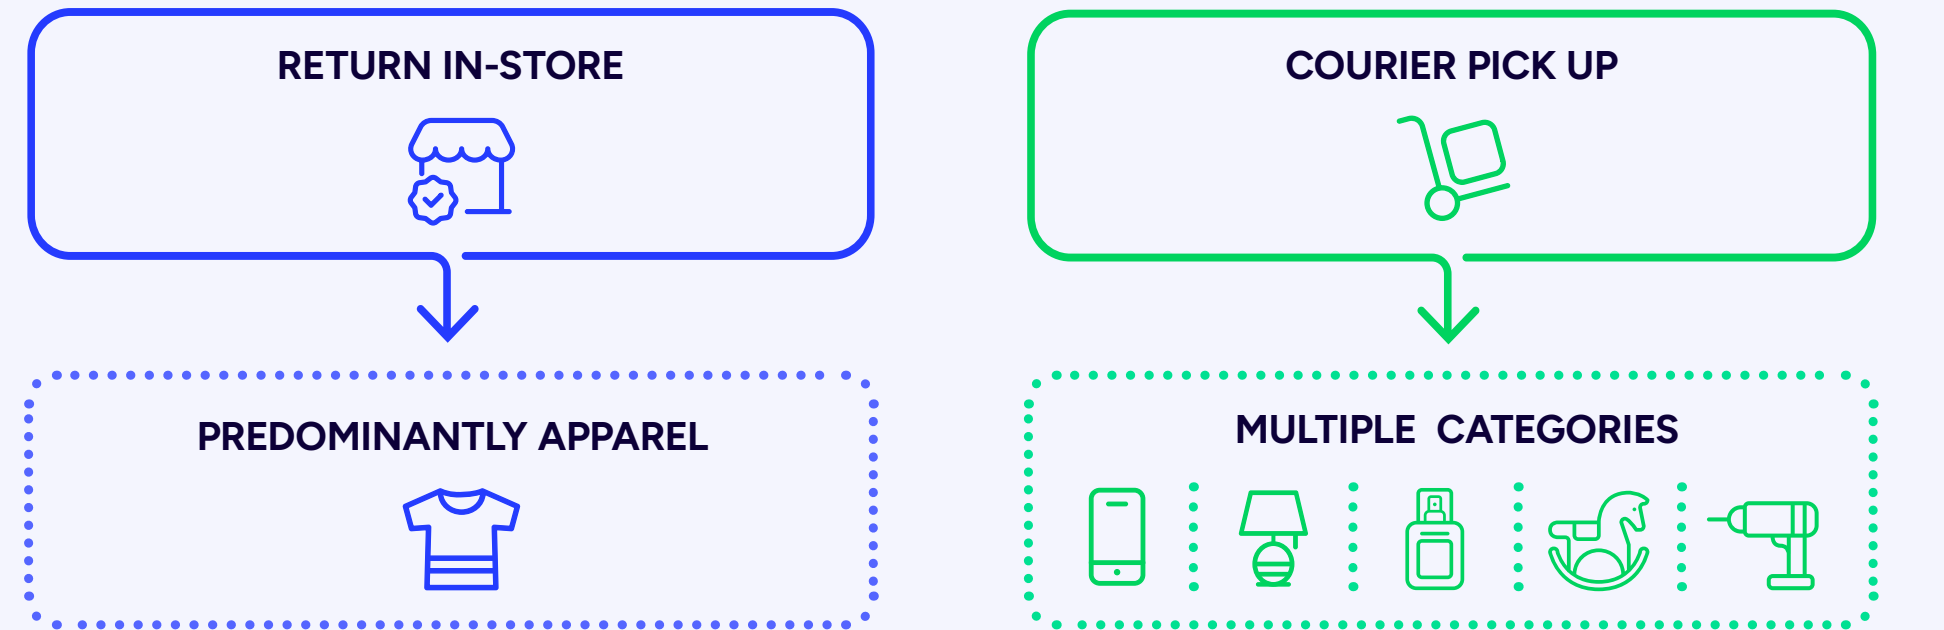 RETURN IN-STORE
COURIER PICK UP
PREDOMINANTLY APPAREL
MULTIPLE CATEGORIES